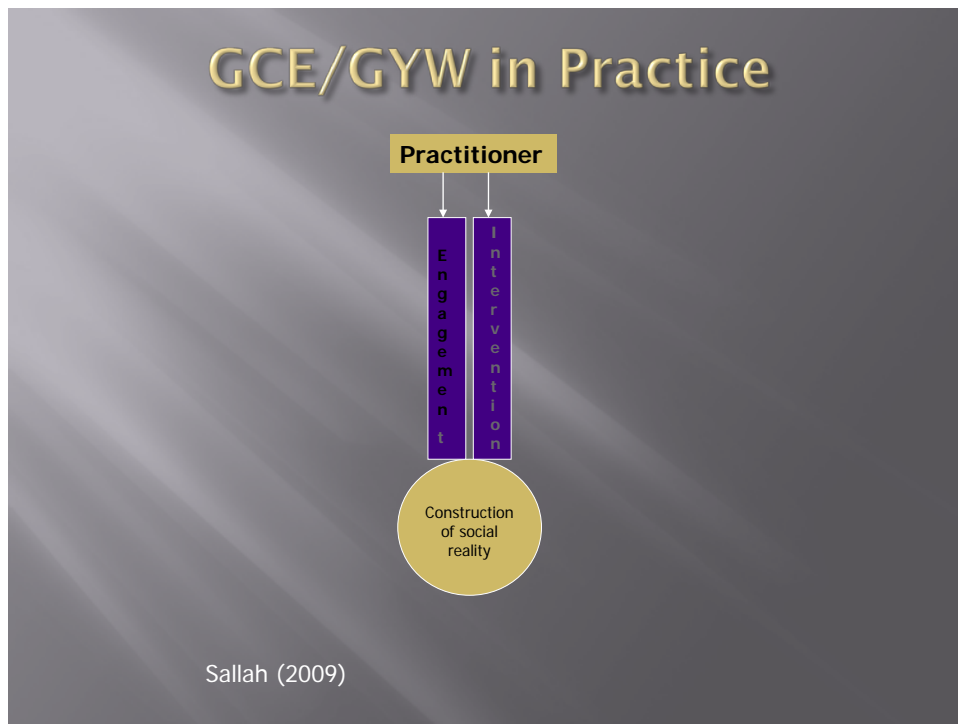 GCE/GYW in Practice
Practitioner
Engagement
Intervention
Construction
of social
reality
Sallah (2009)